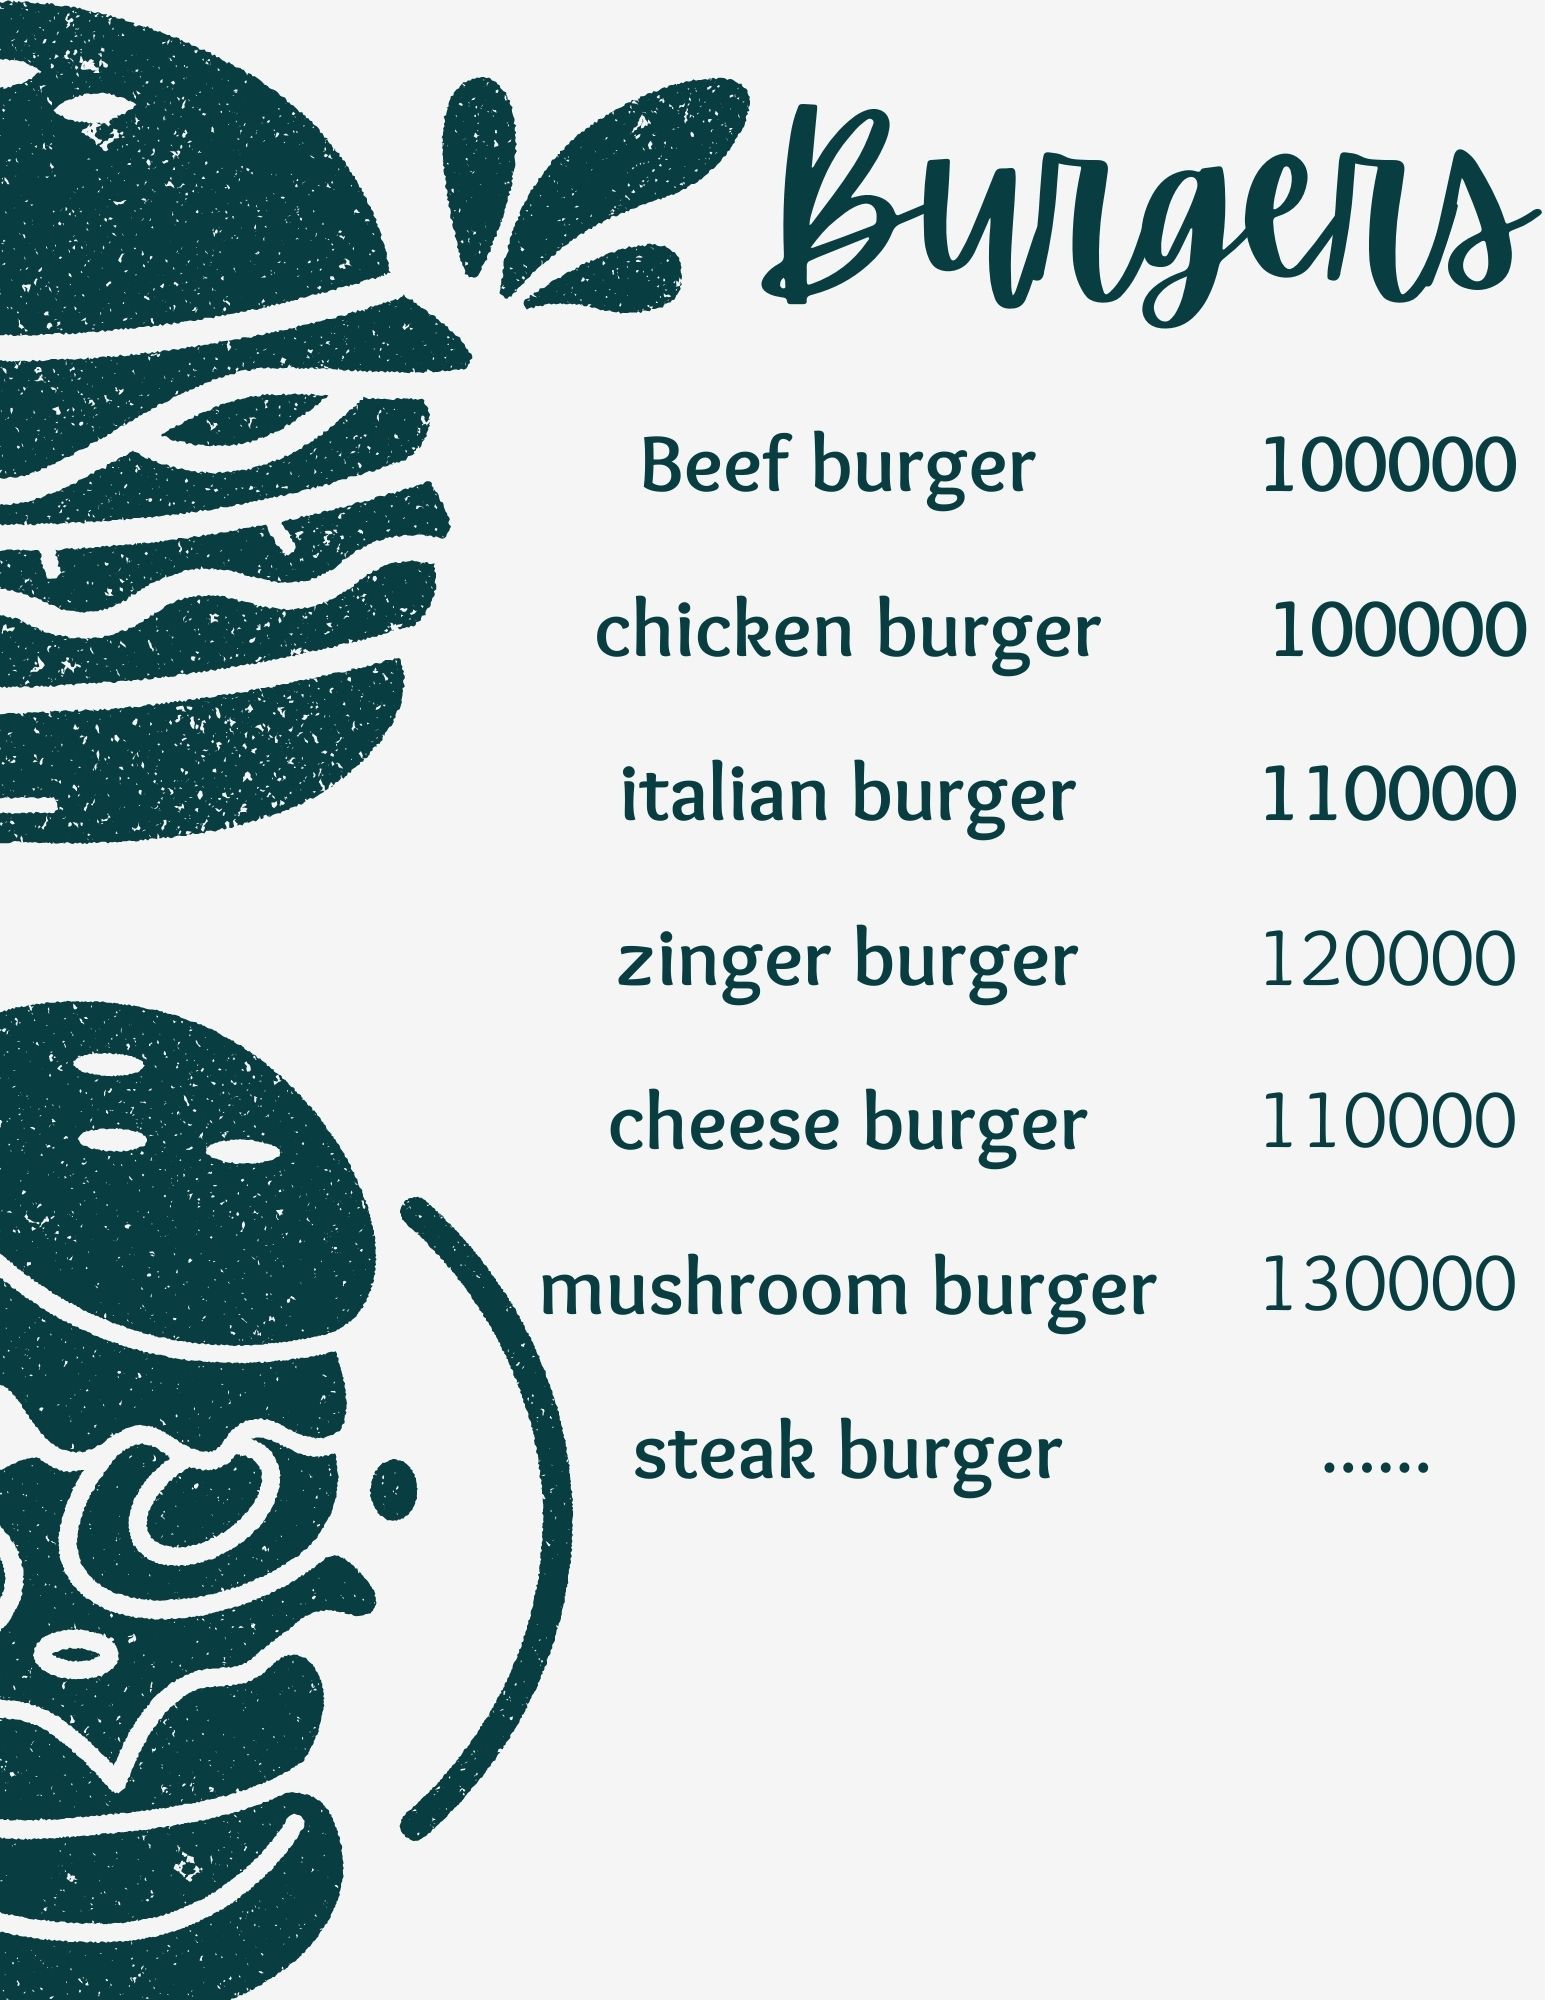 Burgers
Beef burger 100000
chicken burger 100000
italian burger 110000
zinger burger 120000
cheese burger 110000
mushroom burger 130000
steak burger ......